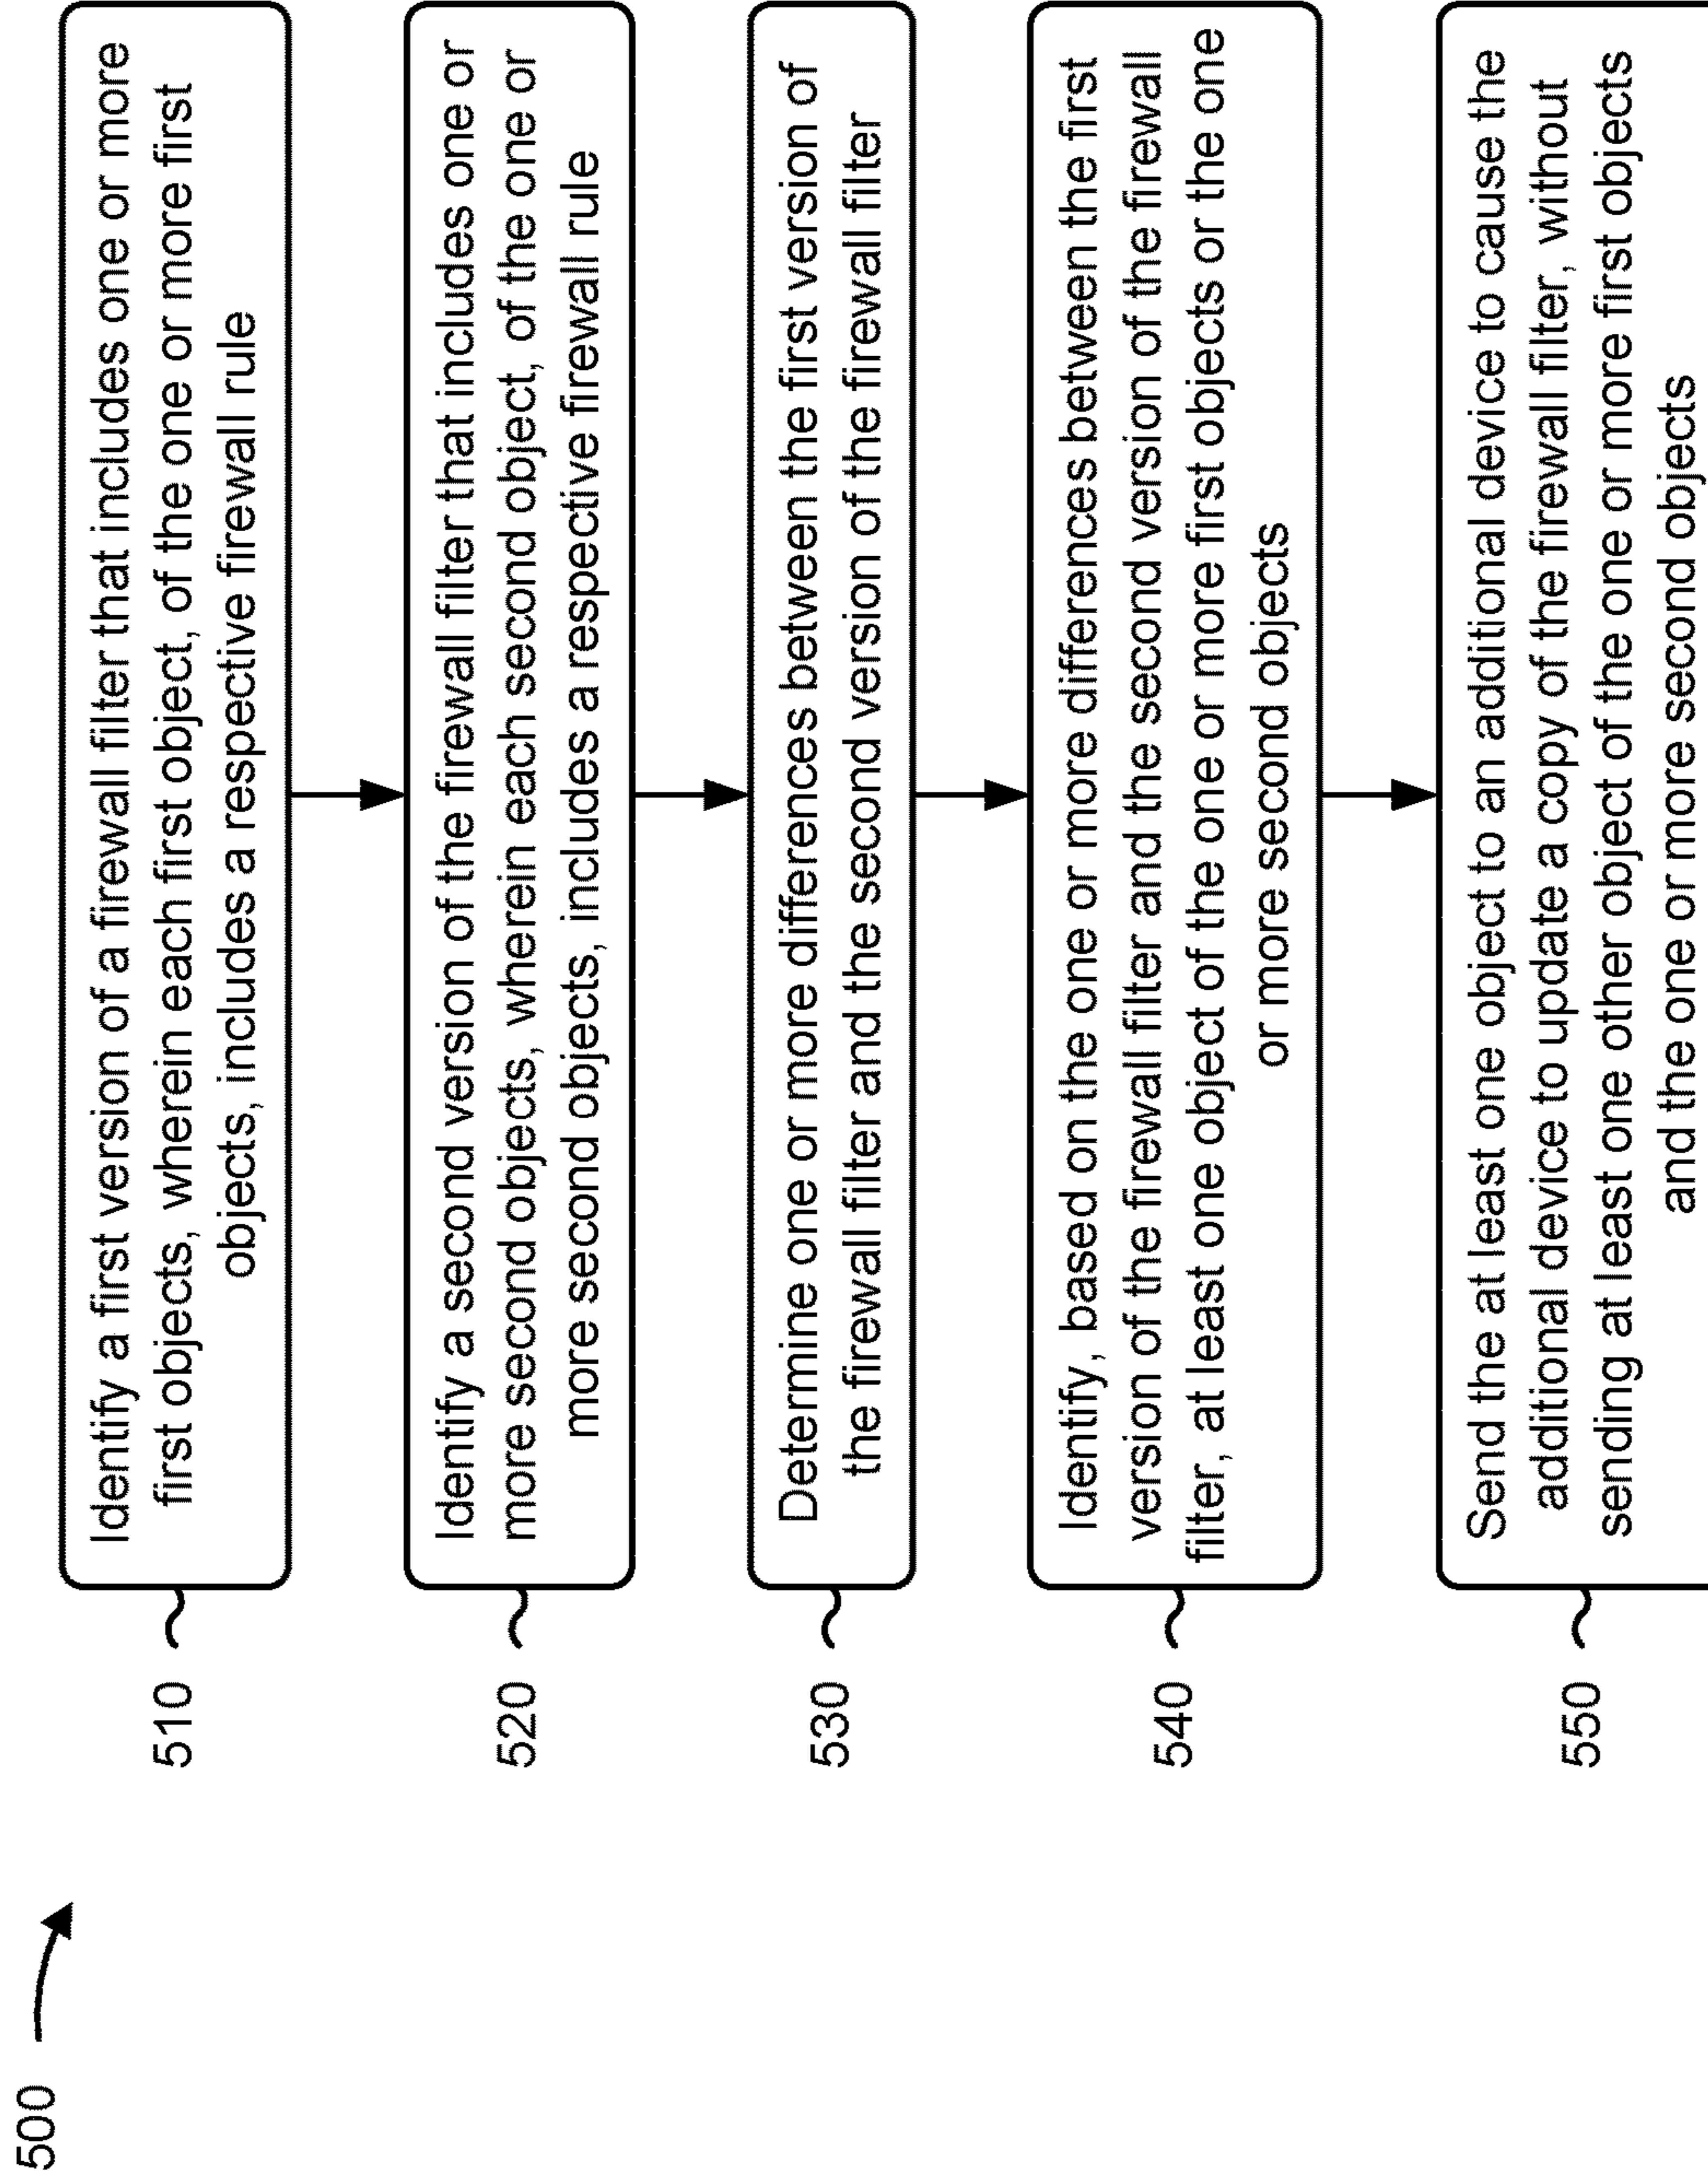 500
510
Identify a first version of a firewall filter that includes one or more
first objects, wherein each first object, of the one or more first
objects, includes a respective firewall rule
520
Identify a second version of the firewall filter that includes one or
more second objects, wherein each second object, of the one or
more second objects, includes a respective firewall rule
530
Determine one or more differences between the first version of
the firewall filter and the second version of the firewall filter
540
Identify, based on the one or more differences between the first
version of the firewall filter and the second version of the firewall
filter, at least one object of the one or more first objects or the one
or more second objects
550
Send the at least one object to an additional device to cause the
additional device to update a copy of the firewall filter, without
sending at least one other object of the one or more first objects
and the one or more second objects